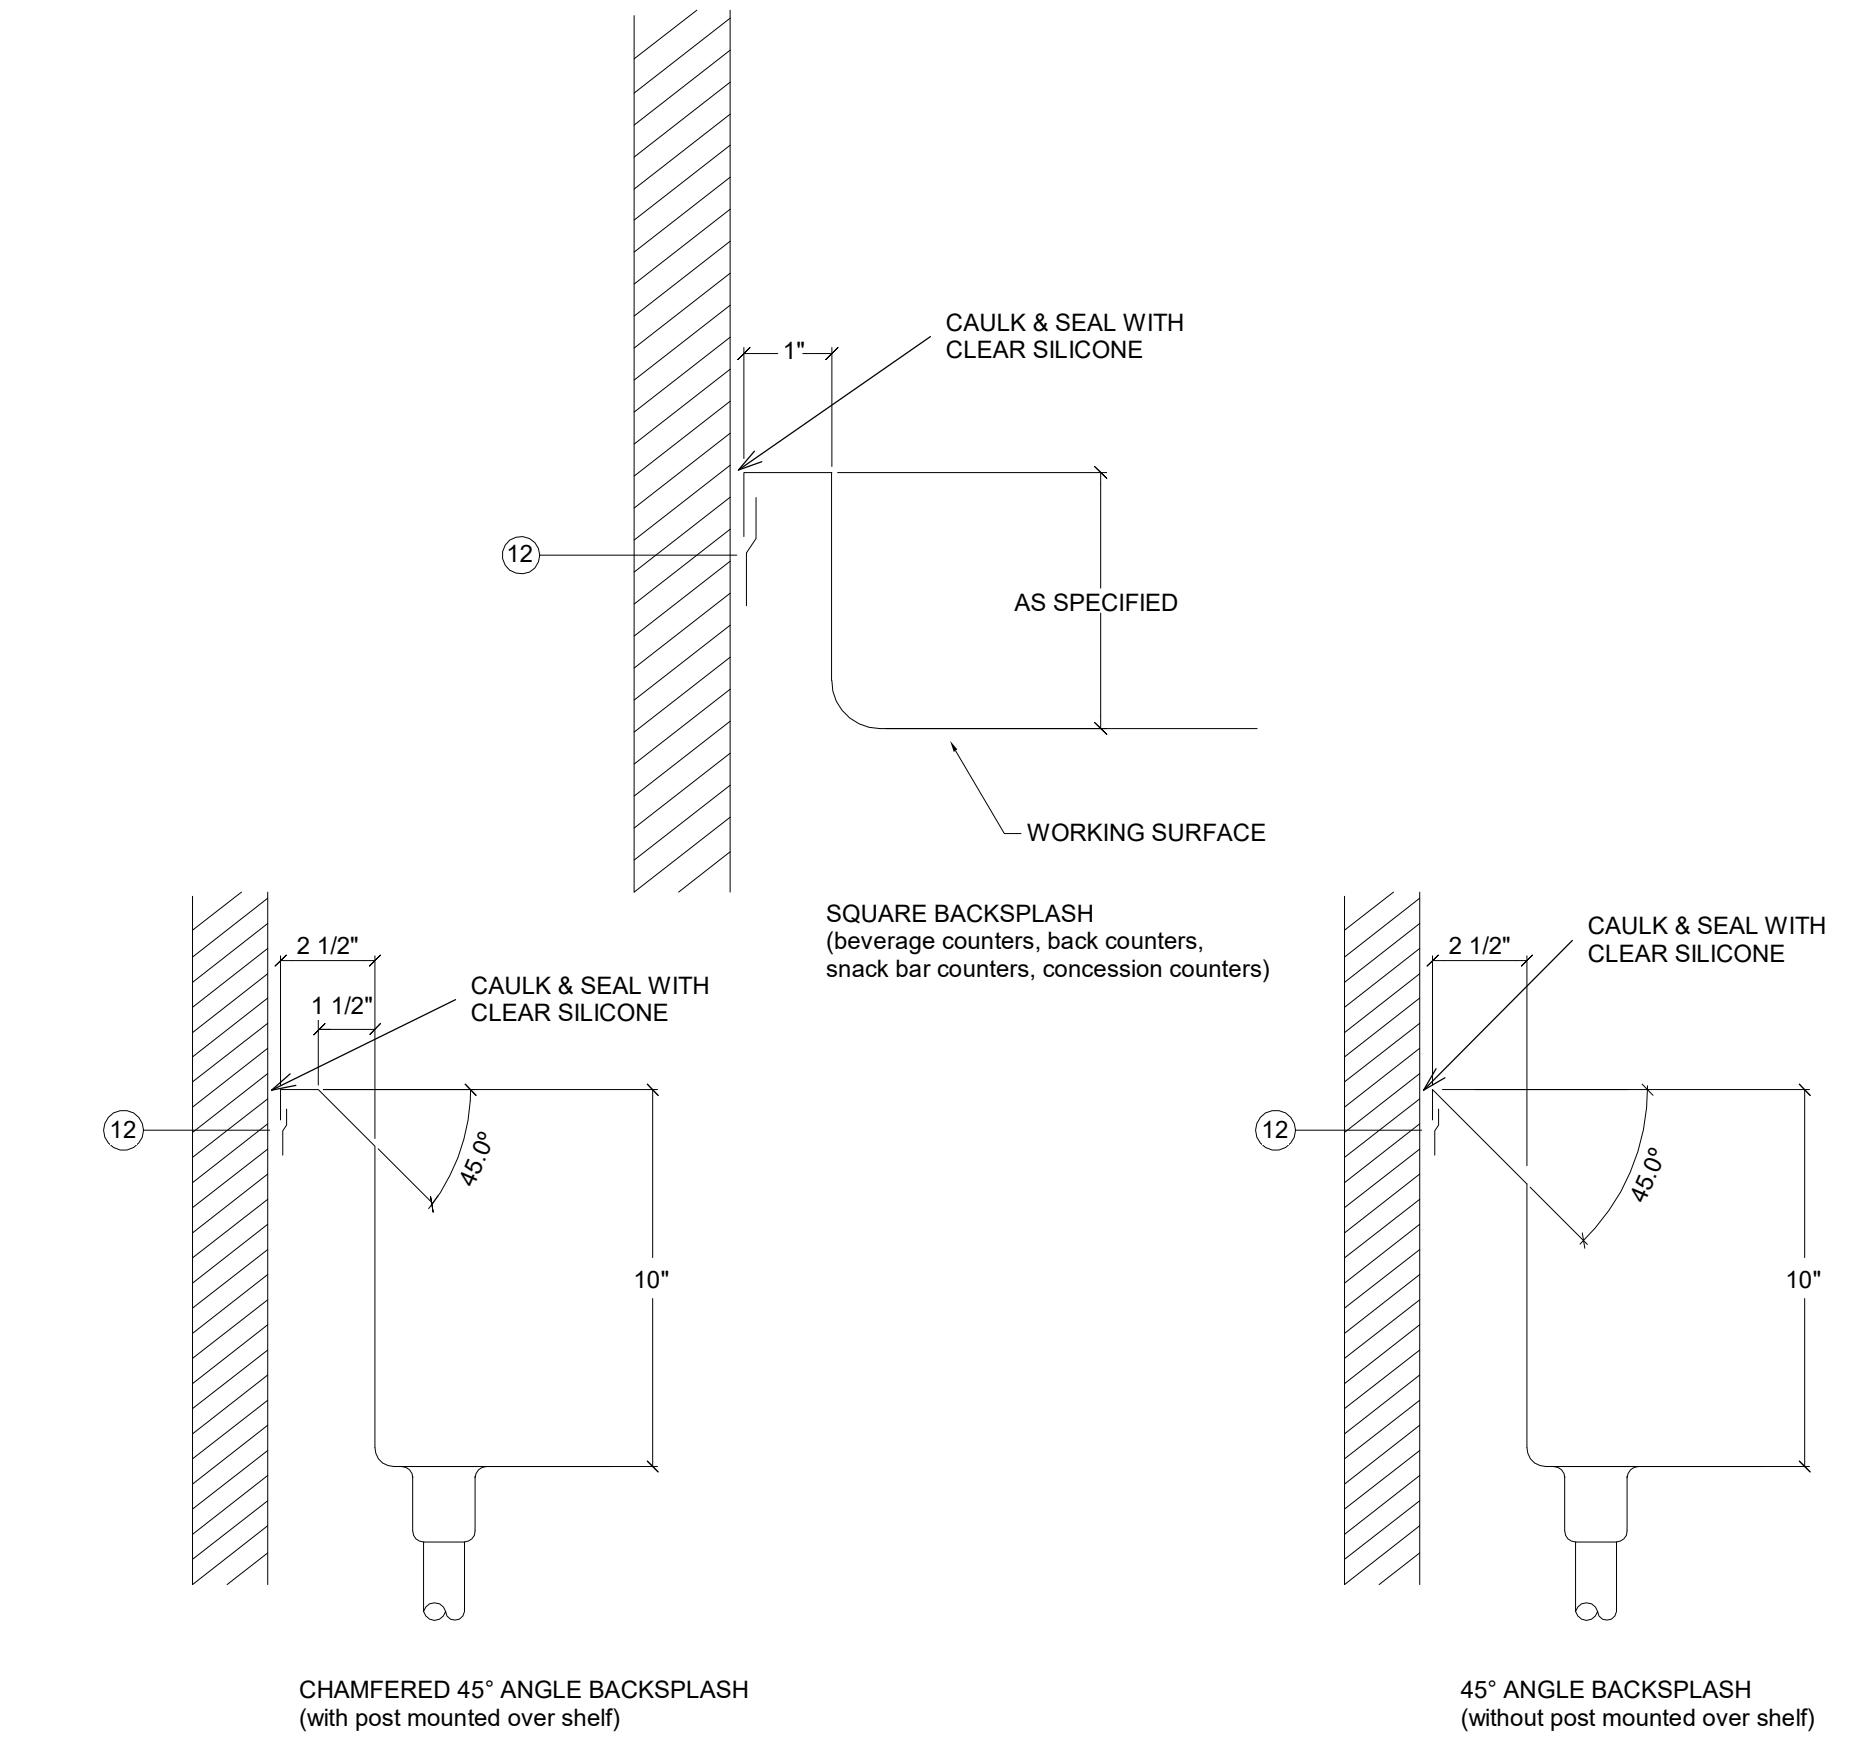 CAULK & SEAL WITH
CLEAR SILICONE
1"
12
AS SPECIFIED
WORKING SURFACE
SQUARE BACKSPLASH
(beverage counters, back counters,
snack bar counters, concession counters)
2 1/2"
1 1/2"
CAULK & SEAL WITH
CLEAR SILICONE
12
45.0º
10"
CHAMFERED 45° ANGLE BACKSPLASH
(with post mounted over shelf)
CAULK & SEAL WITH
CLEAR SILICONE
2 1/2"
12
45.0º
10"
45° ANGLE BACKSPLASH
(without post mounted over shelf)